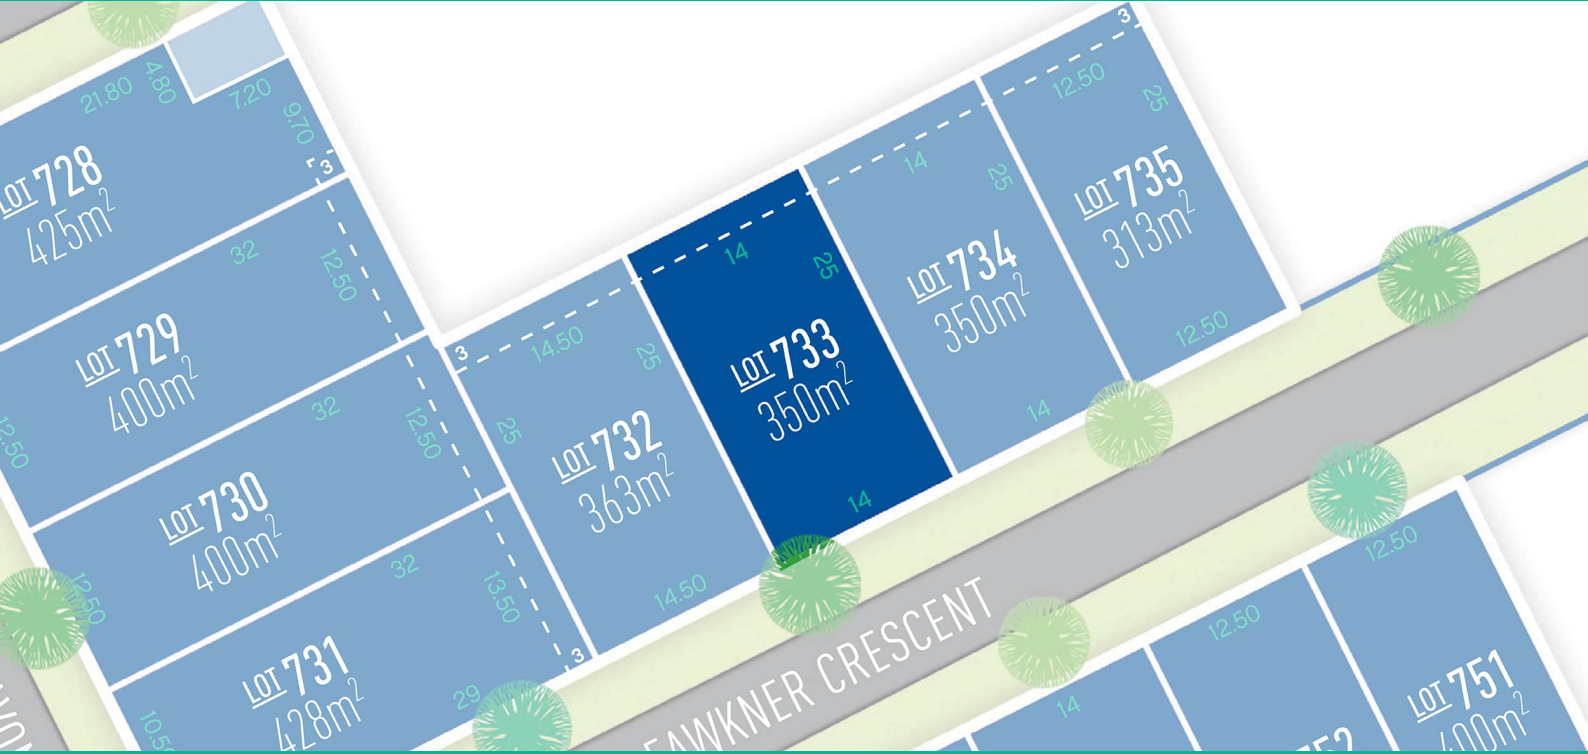 21.80
4.80
7.20
9.70
3
LOT 728
425m²
32
12.50
LOT 729
400m²
12.50
32
12.50
LOT 730
400m²
12.50
32
13.50
3
LOT 731
428m²
29
10.5
3
14.50
25
25
LOT 732
363m²
14.50
14
25
LOT 733
350m²
14
14
25
LOT 734
350m²
14
3
12.50
25
LOT 735
313m²
12.50
AWKNER CRESCENT
14
12.50
12.50
LOT 751
400m²